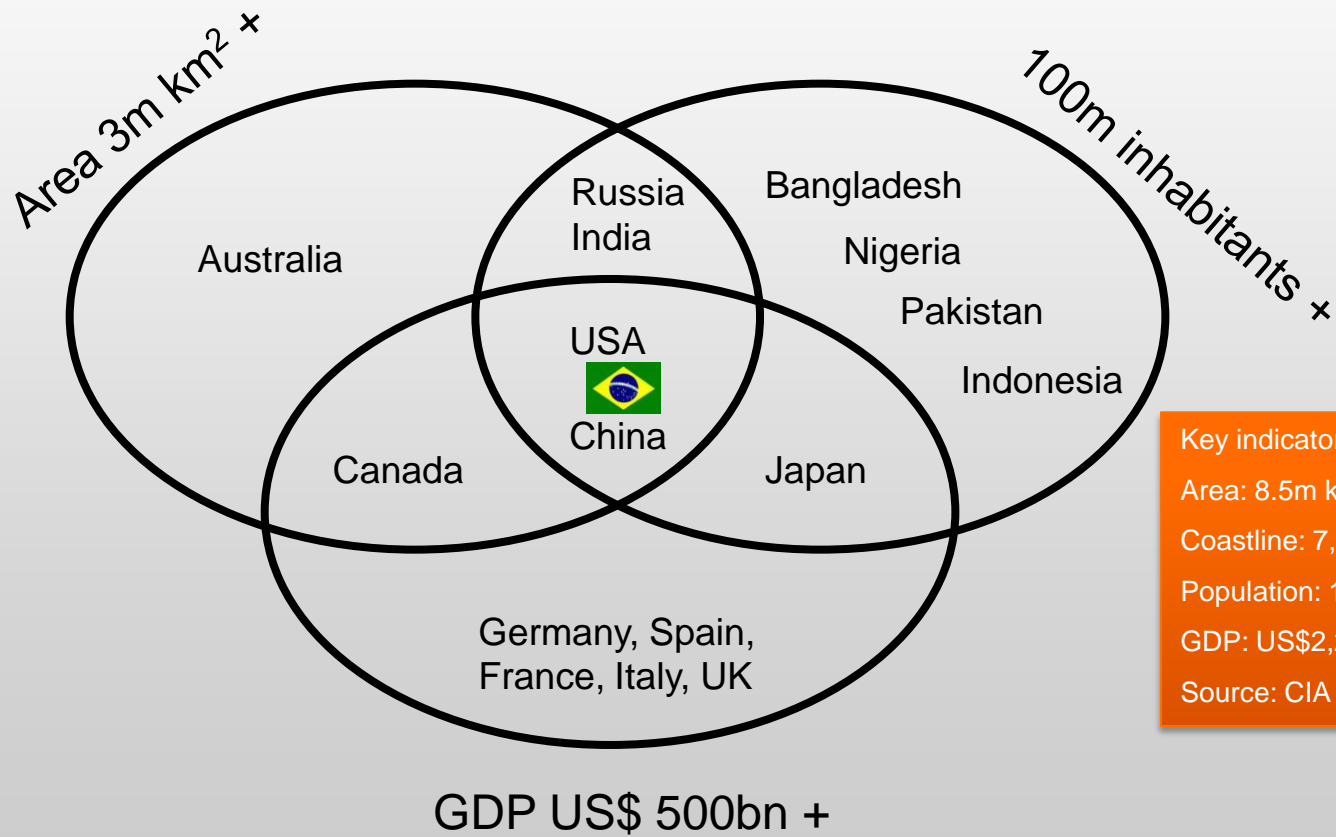 Area 3m km² +
100m inhabitants +
Russia
India
Bangladesh
Australia
Nigeria
Pakistan
USA
Indonesia
China
Canada
Japan
Key indicator
Area: 8.5m k
Coastline: 7,
Population: 1
GDP: US$2,
Source: CIA
Germany, Spain,
France, Italy, UK
GDP US$ 500bn +